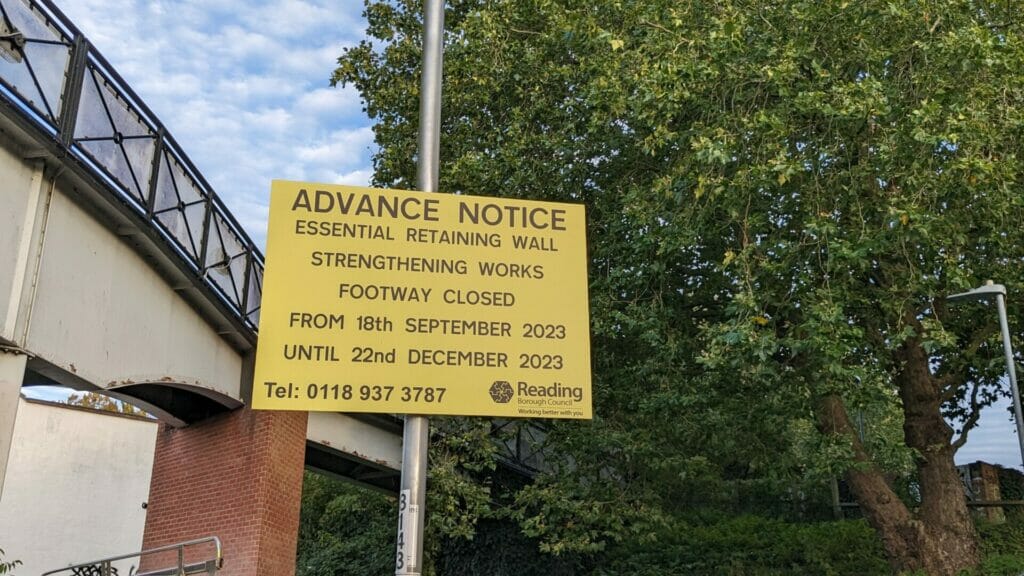 ADVANCE NOTICE
ESSENTIAL RETAINING WALL
STRENGTHENING WORKS
FOOTWAY CLOSED
FROM 18th SEPTEMBER 2023
UNTIL 22nd DECEMBER 2023
Tel: 0118 937 3787
Reading
Borough Council
Working better with you
3143